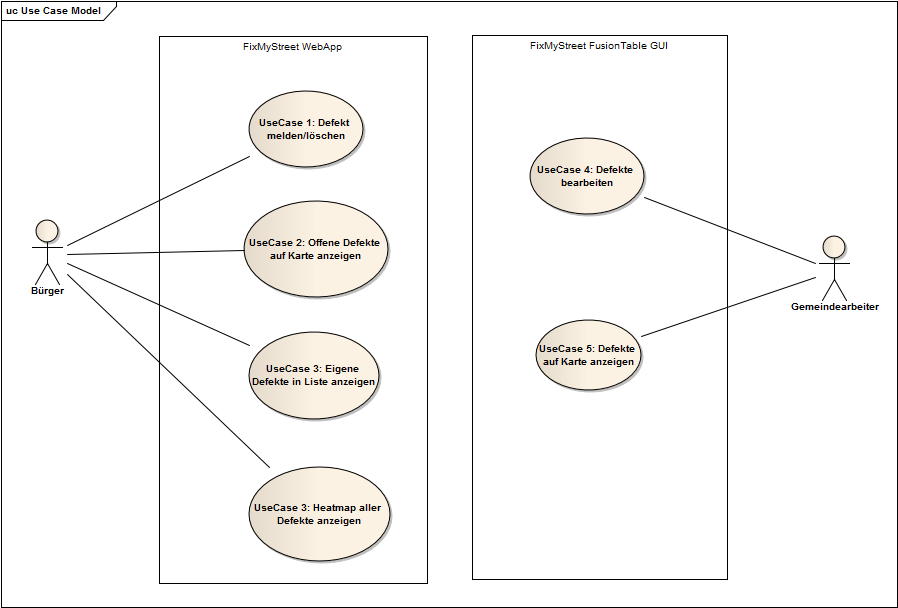 uc Use Case Model
FixMyStreet WebApp
UseCase 1: Defekt
melden/löschen
UseCase 2: Offene Defekte
auf Karte anzeigen
UseCase 3: Eigene
Defekte in Liste anzeigen
UseCase 3: Heatmap aller
Defekte anzeigen
Bürger
FixMyStreet FusionTable GUI
UseCase 4: Defekte
bearbeiten
UseCase 5: Defekte
auf Karte anzeigen
Gemeindearbeiter